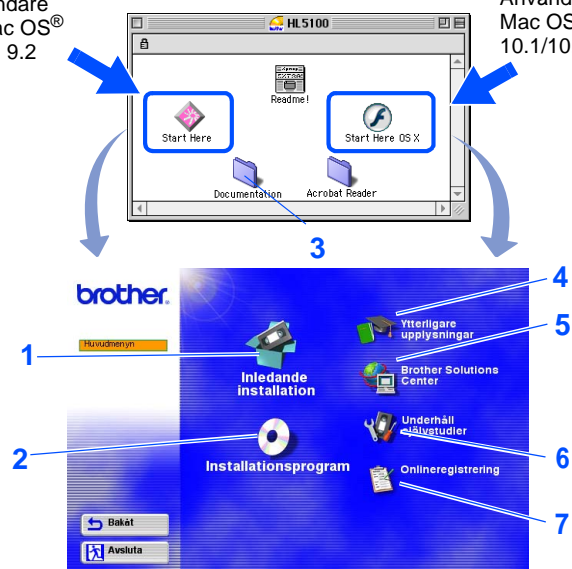 ndare
Mac OS®
9.2
Använd
Mac OS
10.1/10
HL5100
Readme!
Start Here
Start Here OS X
Documentation
Acrobat Reader
3
brother
Huvudmenyn
1
Inledande
installation
2
Installationsprogram
Ytterligare
upplysningar
4
Brother Solutions
Center
5
Underhåll
självstudier
6
Onlineregistrering
7
Bakåt
Avsluta